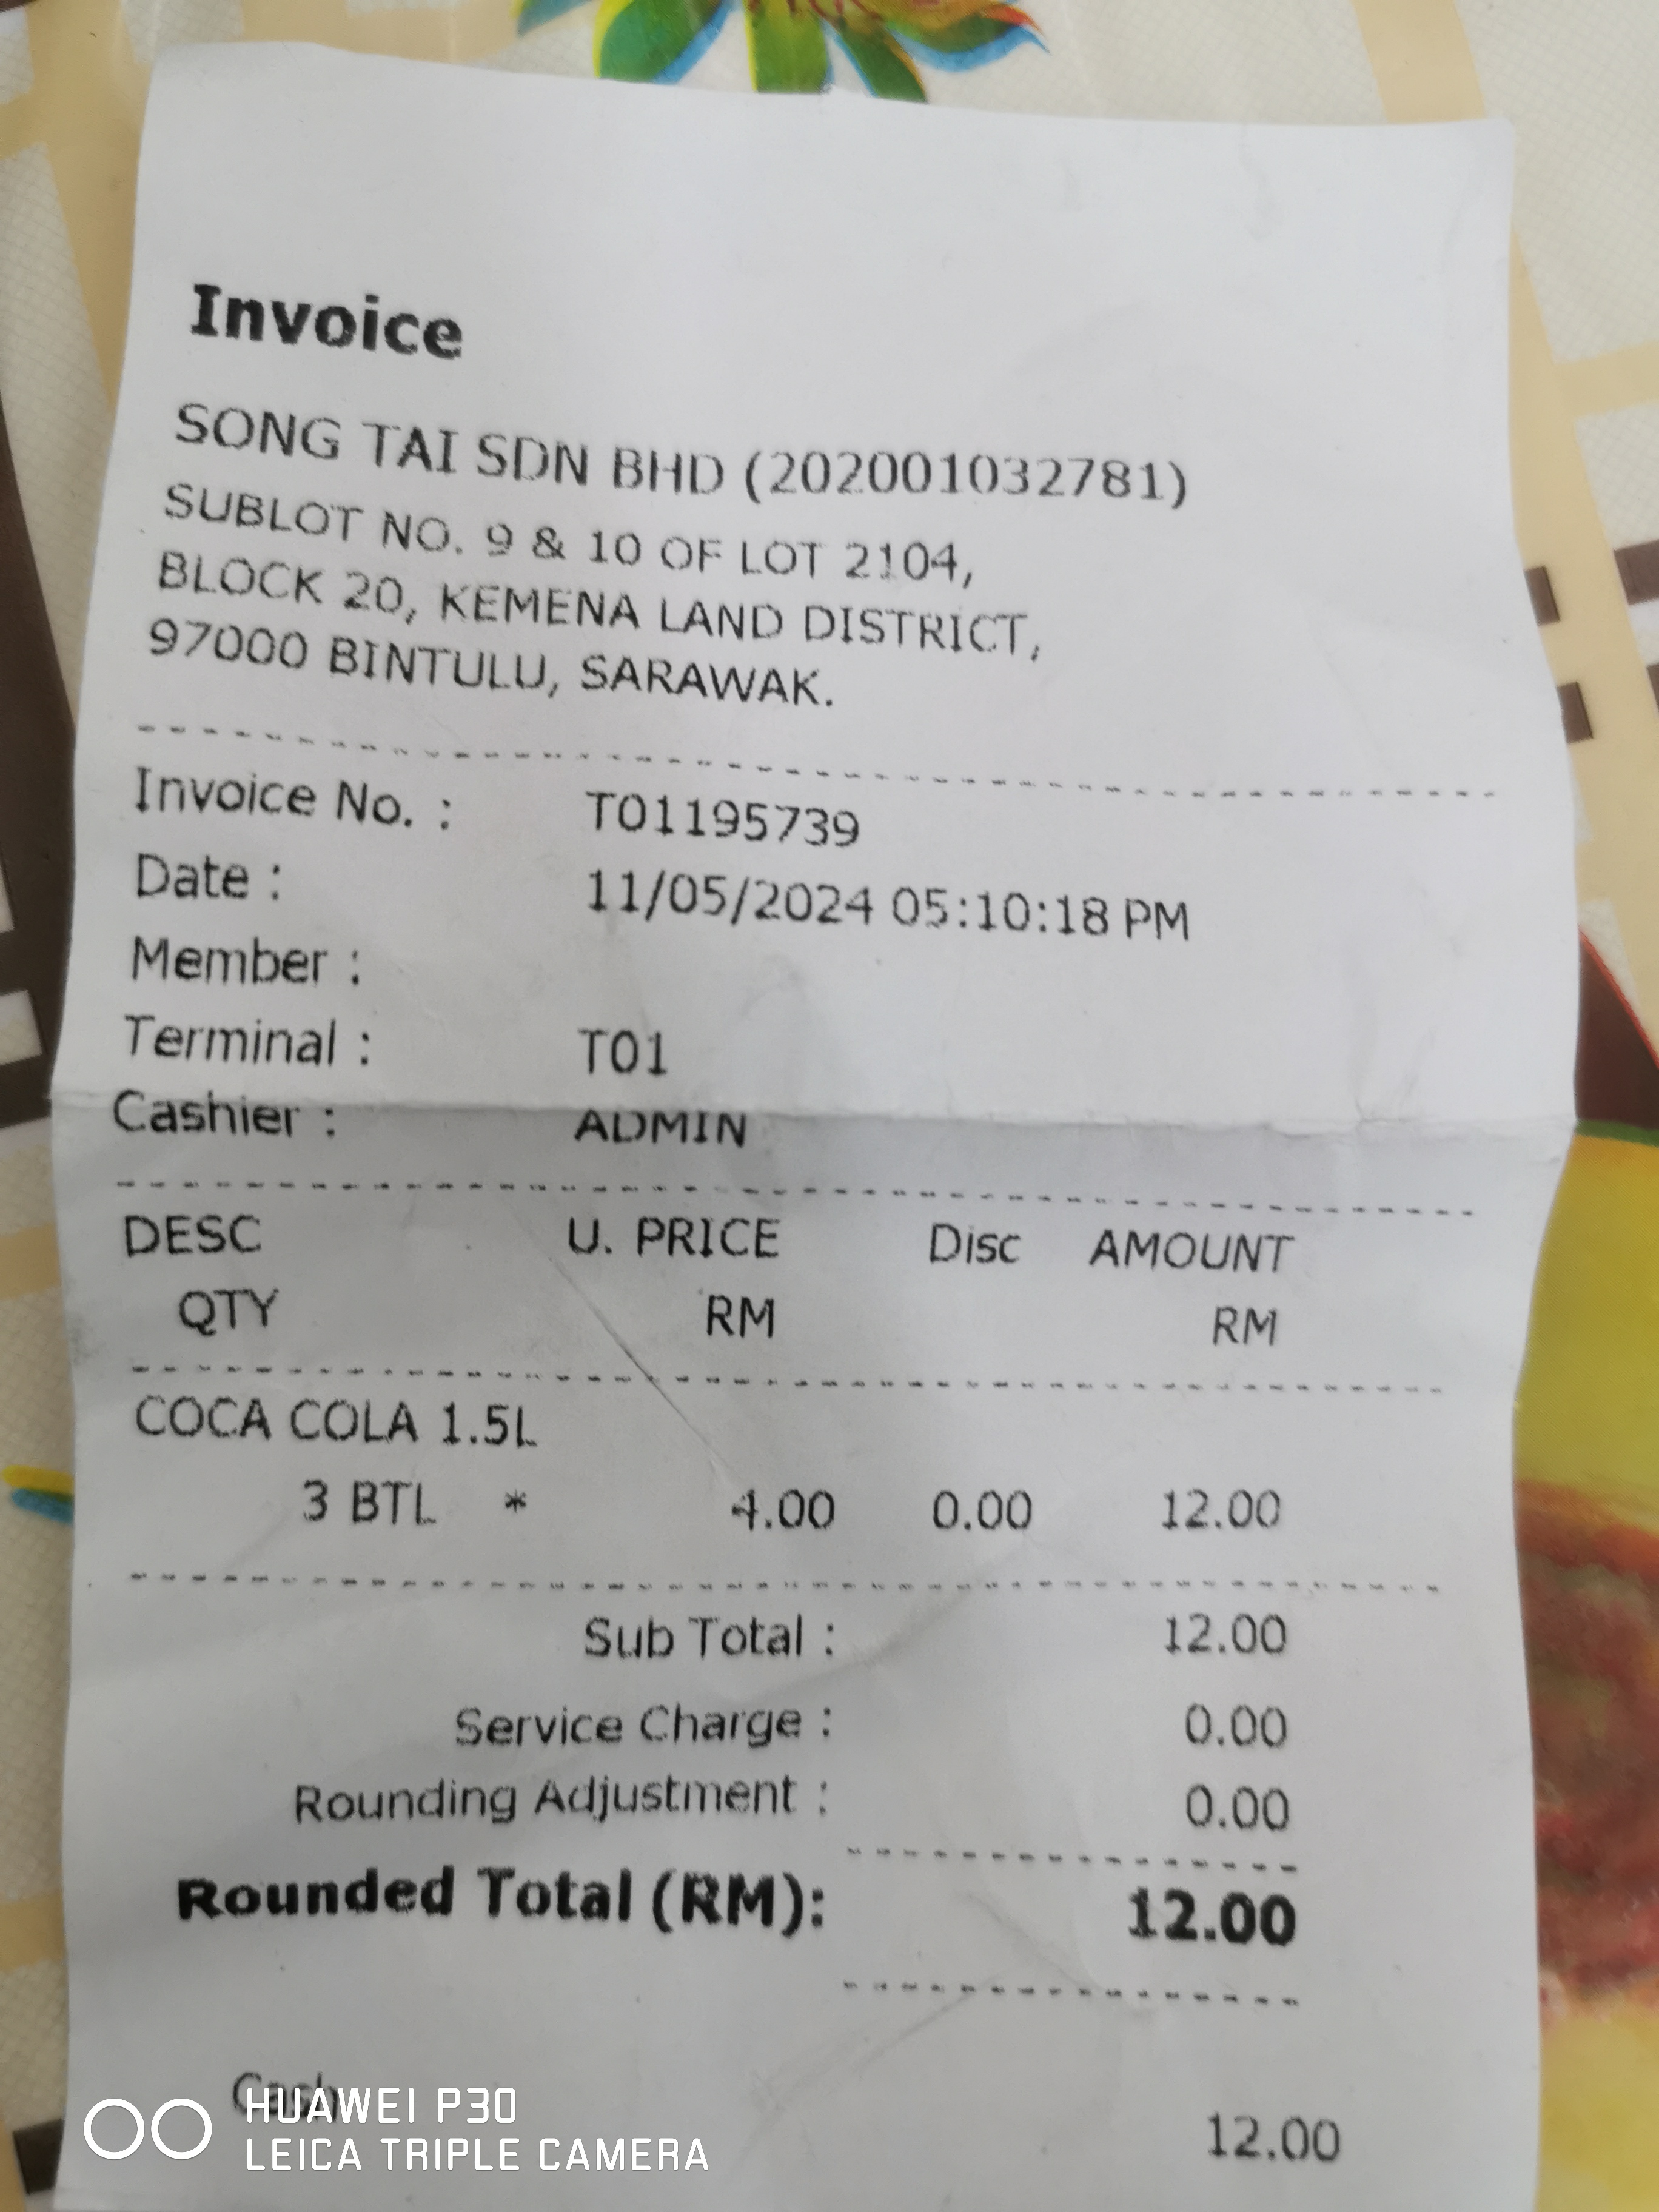 Invoice
SONG TAI SDN BHD (202001032781)
SUBLOT NO. 9 & 10 OF LOT 2104,
BLOCK 20, KEMENA LAND DISTRICT,
97000 BINTULU, SARAWAK.
Invoice No. : T01195739
Date : 11/05/2024 05:10:18 PM
Member :
Terminal : T01
Cashier : ADMIN
DESC U. PRICE Disc AMOUNT
QTY RM RM
COCA COLA 1.5L
3 BTL * 4.00 0.00 12.00
Sub Total : 12.00
Service Charge : 0.00
Rounding Adjustment : 0.00
Rounded Total (RM): 12.00
Cash 12.00
HUAWEI P30
LEICA TRIPLE CAMERA